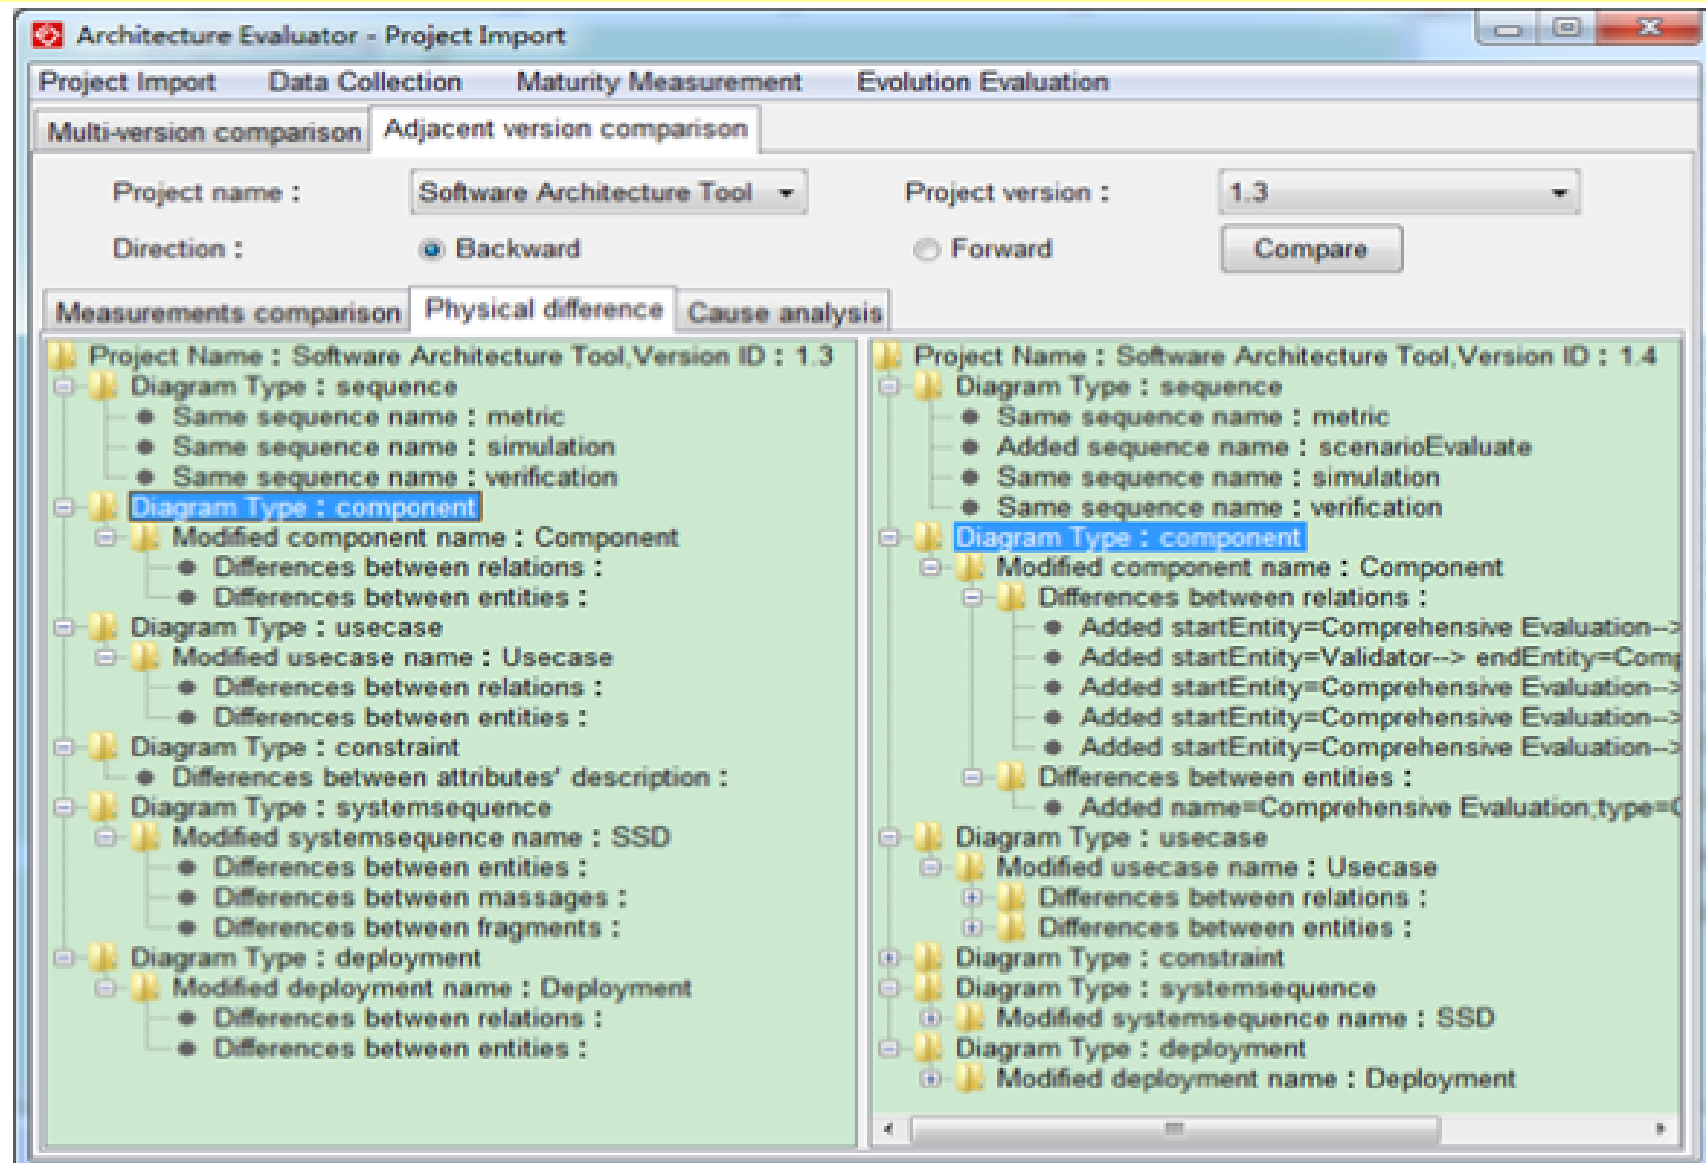 Architecture Evaluator - Project Import
Project Import Data Collection Maturity Measurement Evolution Evaluation
Multi-version comparison Adjacent version comparison
Project name : Software Architecture Tool Project version : 1.3
Direction : Backward Forward Compare
Measurements comparison Physical difference Cause analysis
Project Name : Software Architecture Tool,Version ID : 1.3
Diagram Type : sequence
Same sequence name : metric
Same sequence name : simulation
Same sequence name : verification
Diagram Type : component
Modified component name : Component
Differences between relations :
Differences between entities :
Diagram Type : usecase
Modified usecase name : Usecase
Differences between relations :
Differences between entities :
Diagram Type : constraint
Differences between attributes' description :
Diagram Type : systemsequence
Modified systemsequence name : SSD
Differences between entities :
Differences between massages :
Differences between fragments :
Diagram Type : deployment
Modified deployment name : Deployment
Differences between relations :
Differences between entities :
Project Name : Software Architecture Tool,Version ID : 1.4
Diagram Type : sequence
Same sequence name : metric
Added sequence name : scenarioEvaluate
Same sequence name : simulation
Same sequence name : verification
Diagram Type : component
Modified component name : Component
Differences between relations :
Added startEntity=Comprehensive Evaluation-->
Added startEntity=Validator--> endEntity=Comp
Added startEntity=Comprehensive Evaluation-->
Added startEntity=Comprehensive Evaluation-->
Added startEntity=Comprehensive Evaluation-->
Differences between entities :
Added name=Comprehensive Evaluation;type=C
Diagram Type : usecase
Modified usecase name : Usecase
Differences between relations :
Differences between entities :
Diagram Type : constraint
Diagram Type : systemsequence
Modified systemsequence name : SSD
Diagram Type : deployment
Modified deployment name : Deployment